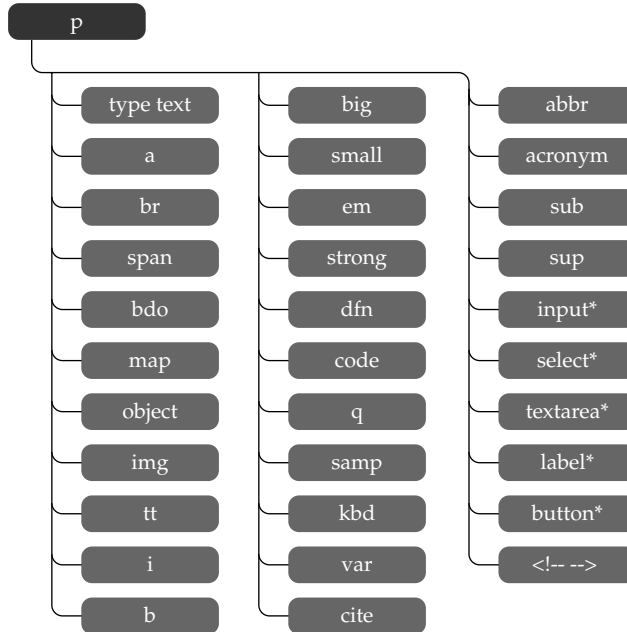 p
type text
a
br
span
bdo
map
object
img
tt
i
b
big
small
em
strong
dfn
code
q
samp
kbd
var
cite
abbr
acronym
sub
sup
input*
select*
textarea*
label*
button*
<!-- -->